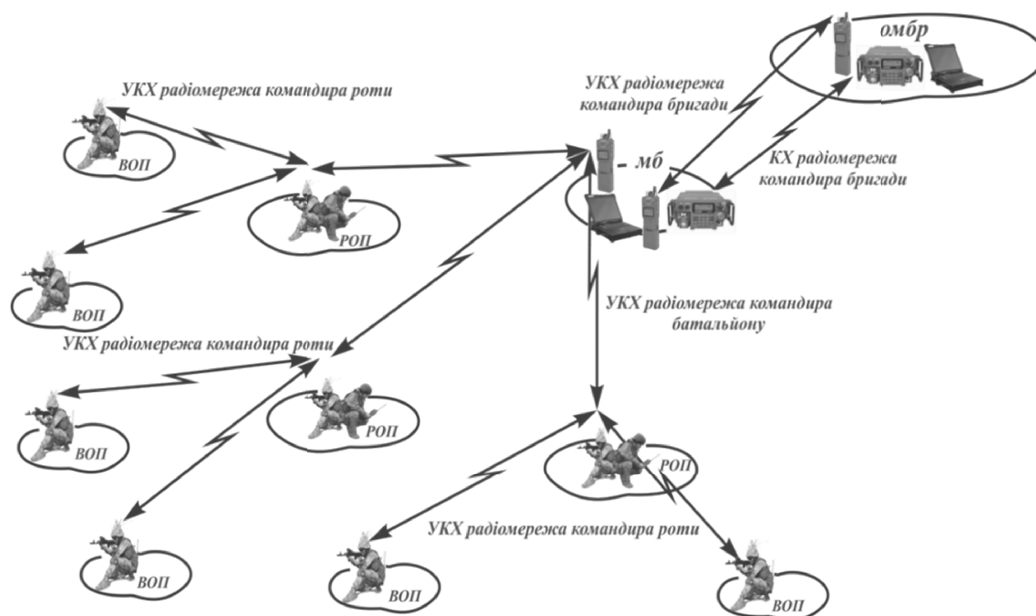 омбр
УКХ радіомережа
командира бригади
УКХ радіомережа командира роти
ВОП
мб
КХ радіомережа
командира бригади
РОП
ВОП
УКХ радіомережа командира
батальйону
УКХ радіомережа командира роти
ВОП
РОП
РОП
УКХ радіомережа командира роти
ВОП
ВОП
ВОП